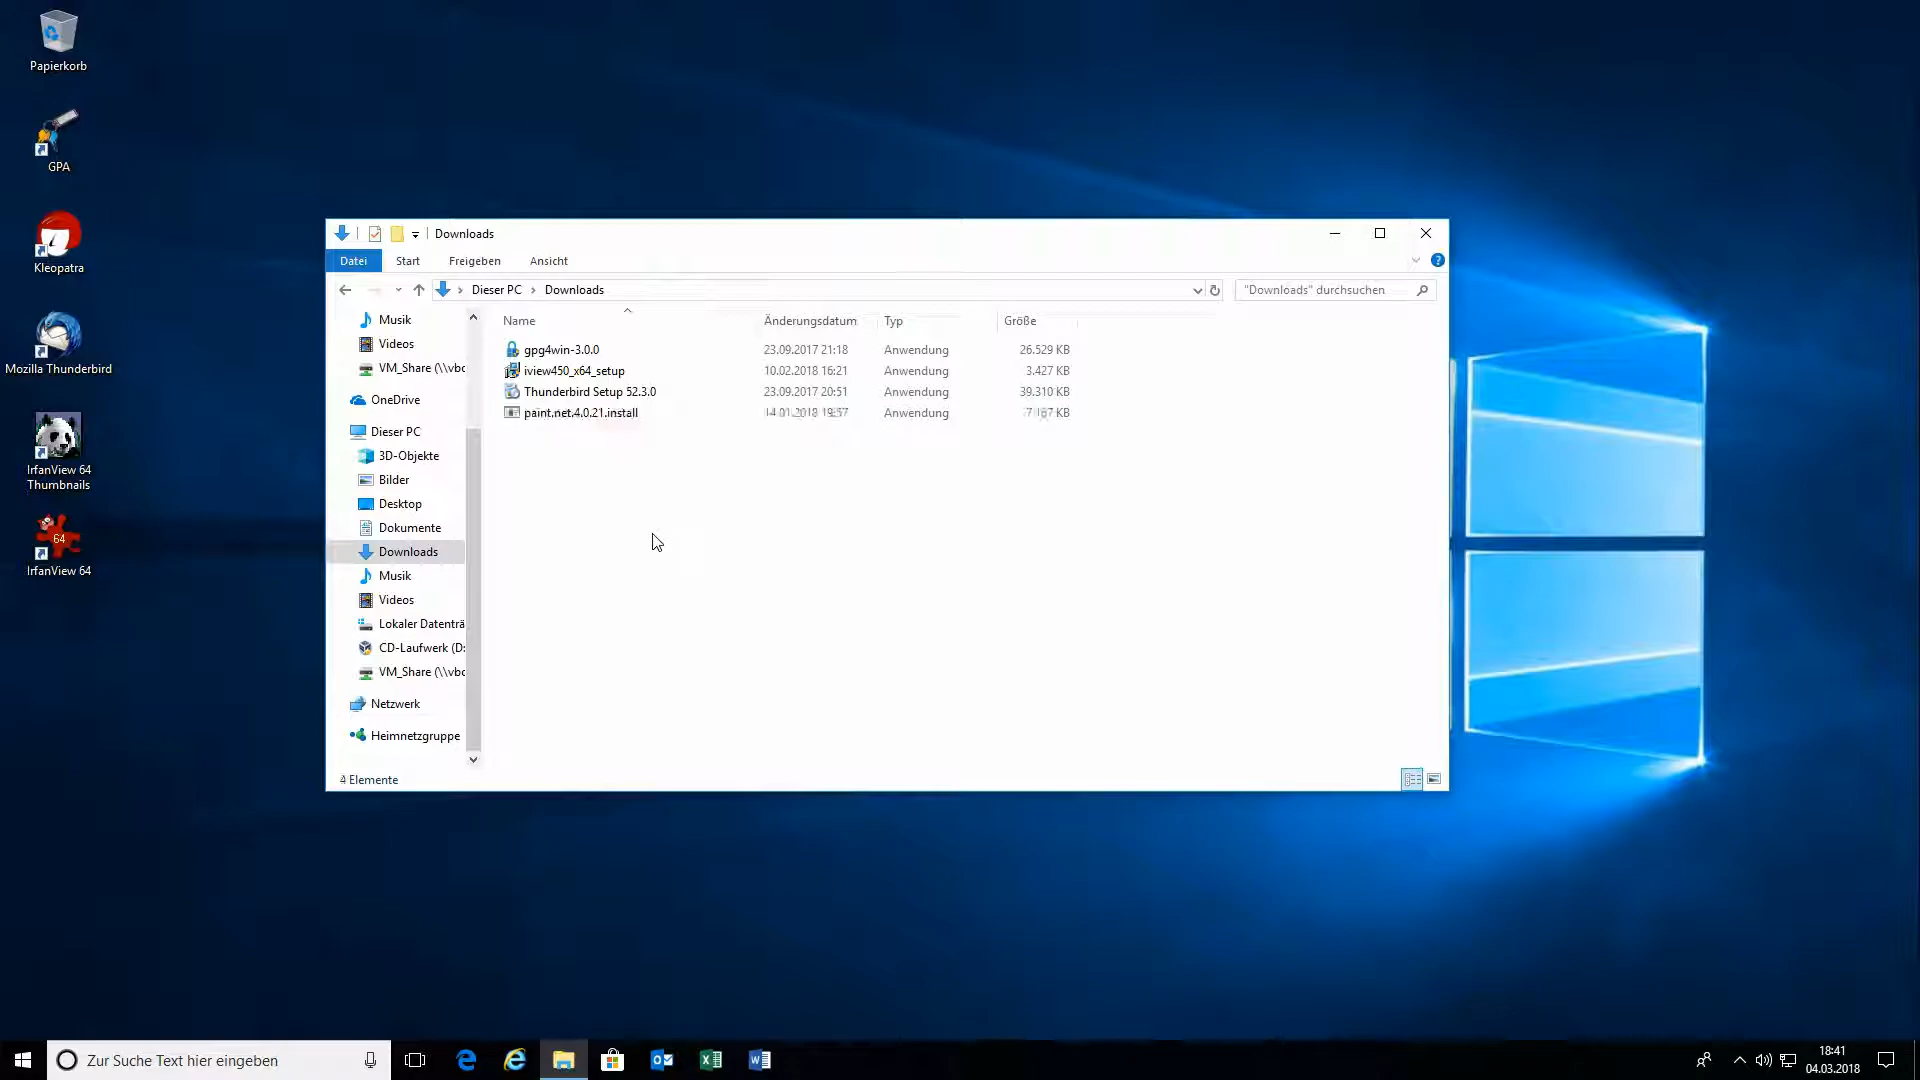 Papierkorb
GPA
Kleopatra
Mozilla Thunderbird
IrfanView 64
Thumbnails
64
IrfanView 64
Downloads
Datei Start Freigeben Ansicht
Dieser PC Downloads
"Downloads" durchsuchen
Musik
Videos
VM_Share (\\vbo
OneDrive
Dieser PC
3D-Objekte
Bilder
Desktop
Dokumente
Downloads
Musik
Videos
Lokaler Datenträ
CD-Laufwerk (D:
VM_Share (\\vbo
Netzwerk
Heimnetzgruppe
Name Änderungsdatum Typ Größe
gpg4win-3.0.0 23.09.2017 21:18 Anwendung 26.529 KB
iview450_x64_setup 10.02.2018 16:21 Anwendung 3.427 KB
Thunderbird Setup 52.3.0 23.09.2017 20:51 Anwendung 39.310 KB
paint.net.4.0.21.install 14.01.2018 Anwendung KB
4 Elemente
Zur Suche Text hier eingeben
18:41
04.03.2018